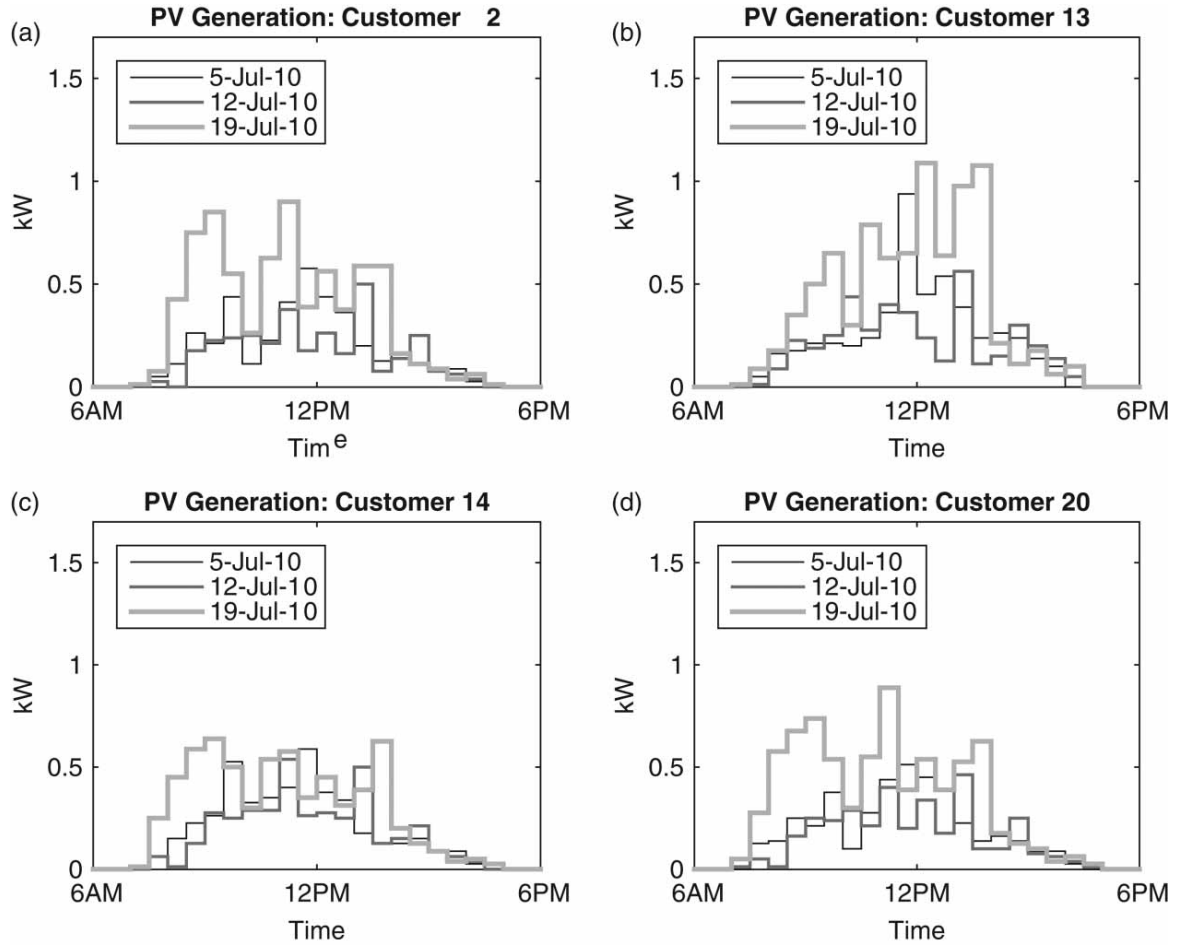 (a) PV Generation: Customer 2
kW
1.5
1
0.5
0
5-Jul-10
12-Jul-10
19-Jul-10
6AM 12PM 6PM
Time
(b) PV Generation: Customer 13
kW
1.5
1
0.5
0
5-Jul-10
12-Jul-10
19-Jul-10
6AM 12PM 6PM
Time
(c) PV Generation: Customer 14
kW
1.5
1
0.5
0
5-Jul-10
12-Jul-10
19-Jul-10
6AM 12PM 6PM
Time
(d) PV Generation: Customer 20
kW
1.5
1
0.5
0
5-Jul-10
12-Jul-10
19-Jul-10
6AM 12PM 6PM
Time